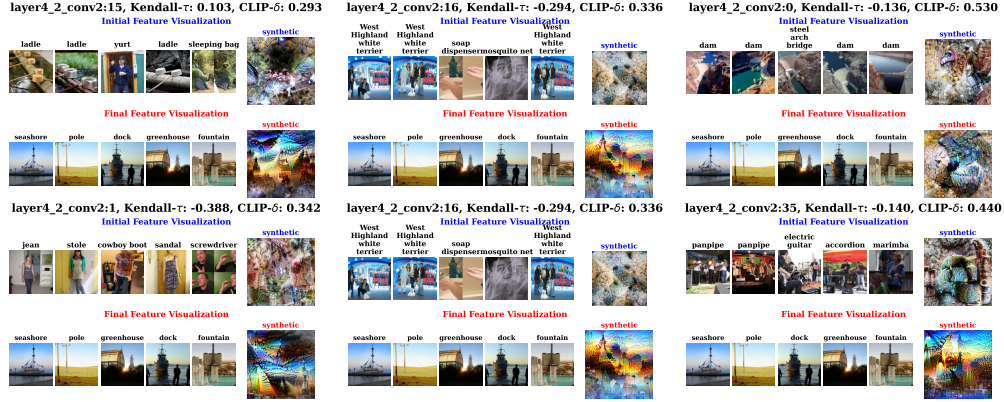 layer4_2_conv2:15, Kendall-τ: 0.103, CLIP-δ: 0.293
Initial Feature Visualization
ladle ladle yurt ladle sleeping bag synthetic
Final Feature Visualization
seashore pole dock greenhouse fountain synthetic
layer4_2_conv2:16, Kendall-τ: -0.294, CLIP-δ: 0.336
Initial Feature Visualization
West Highland white terrier West Highland white terrier soap dispenser mosquito net West Highland white terrier synthetic
Final Feature Visualization
seashore pole greenhouse dock fountain synthetic
layer4_2_conv2:0, Kendall-τ: -0.136, CLIP-δ: 0.530
Initial Feature Visualization
dam dam steel arch bridge dam dam synthetic
Final Feature Visualization
seashore pole greenhouse dock fountain synthetic
layer4_2_conv2:1, Kendall-τ: -0.388, CLIP-δ: 0.342
Initial Feature Visualization
jean stole cowboy boot sandal screwdriver synthetic
Final Feature Visualization
seashore pole greenhouse dock fountain synthetic
layer4_2_conv2:16, Kendall-τ: -0.294, CLIP-δ: 0.336
Initial Feature Visualization
West Highland white terrier West Highland white terrier soap dispenser mosquito net West Highland white terrier synthetic
Final Feature Visualization
seashore pole greenhouse dock fountain synthetic
layer4_2_conv2:35, Kendall-τ: -0.140, CLIP-δ: 0.440
Initial Feature Visualization
panpipe panpipe electric guitar accordion marimba synthetic
Final Feature Visualization
seashore pole dock greenhouse fountain synthetic